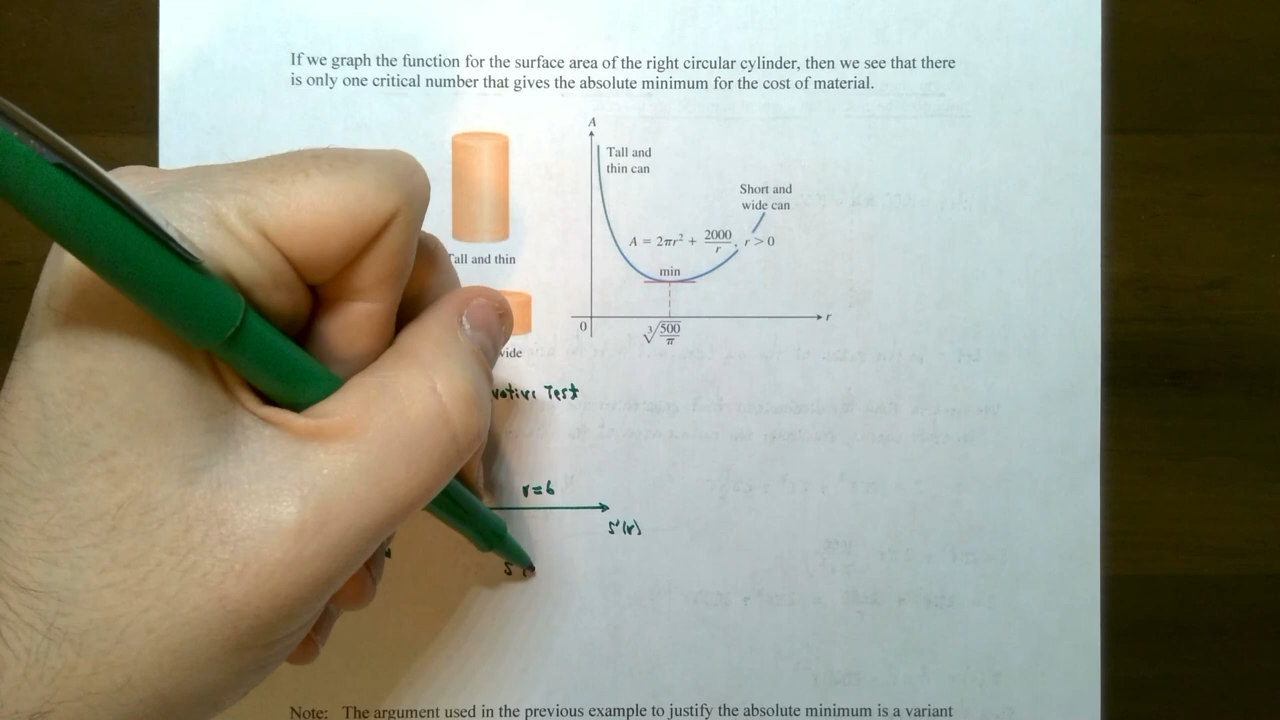 If we graph the function for the surface area of the right circular cylinder, then we see that there
is only one critical number that gives the absolute minimum for the cost of material.
A
Tall and
thin can
Short and
wide can
A = 2πr² + 2000/r, r > 0
min
0
∛(500/π)
r
Tall and thin
wide
Test
r=6
S'(r)
Note: The argument used in the previous example to justify the absolute minimum is a variant